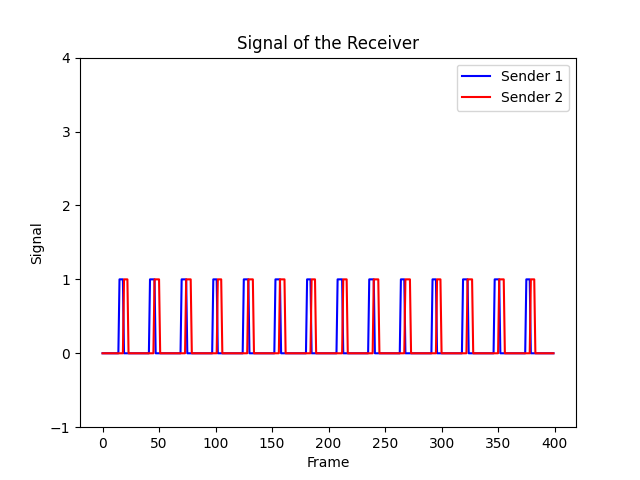 Signal of the Receiver
Sender 1
Sender 2
4
3
2
1
0
−1
Signal
0 50 100 150 200 250 300 350 400
Frame